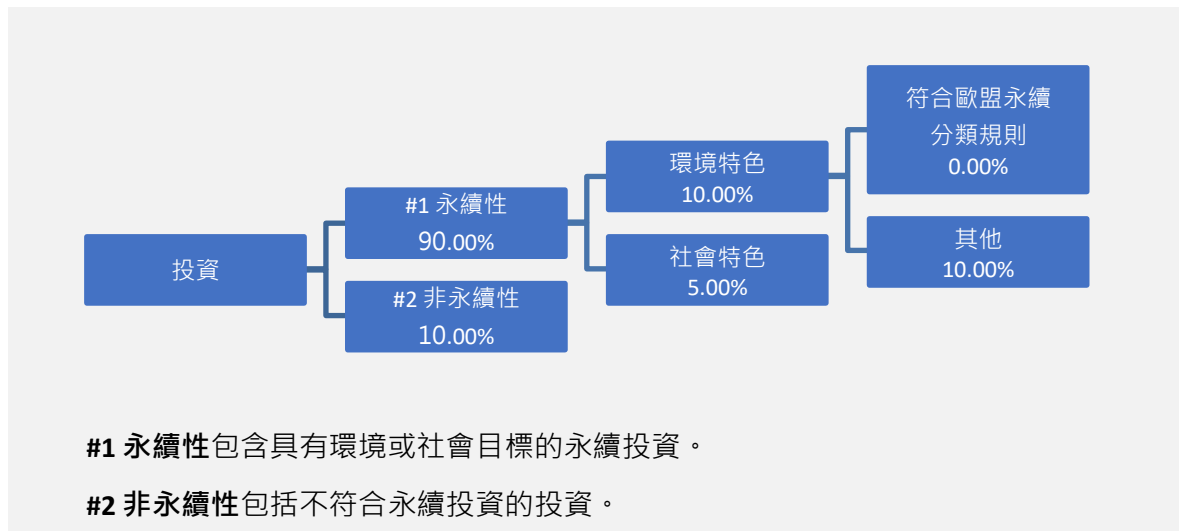 投資
#1 永續性
90.00%
#2 非永續性
10.00%
環境特色
10.00%
社會特色
5.00%
符合歐盟永續
分類規則
0.00%
其他
10.00%
#1 永續性包含具有環境或社會目標的永續投資。
#2 非永續性包括不符合永續投資的投資。